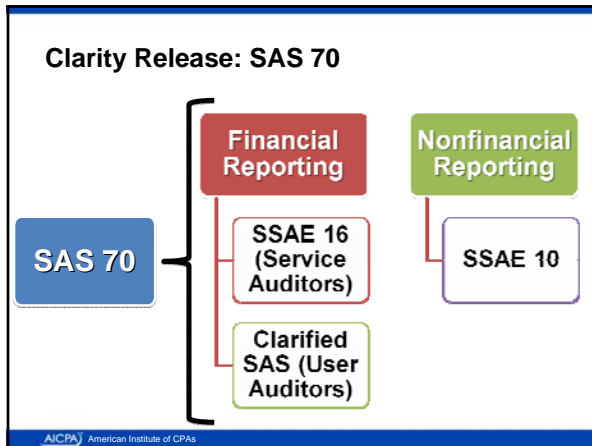 Clarity Release: SAS 70
Financial
Reporting
Nonfinancial
Reporting
SAS 70
SSAE 16
(Service
Auditors)
SSAE 10
Clarified
SAS (User
Auditors)
AICPA American Institute of CPAs